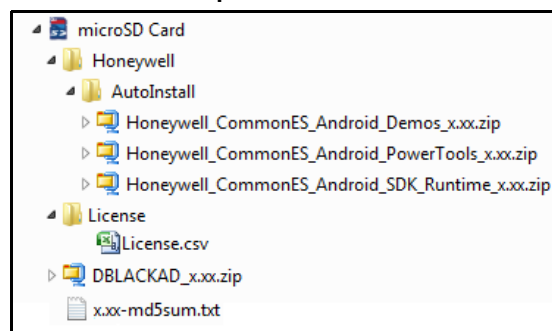 microSD Card
Honeywell
AutoInstall
Honeywell_CommonES_Android_Demos_x.xx.zip
Honeywell_CommonES_Android_PowerTools_x.xx.zip
Honeywell_CommonES_Android_SDK_Runtime_x.xx.zip
License
License.csv
DBLACKAD_x.xx.zip
x.xx-md5sum.txt